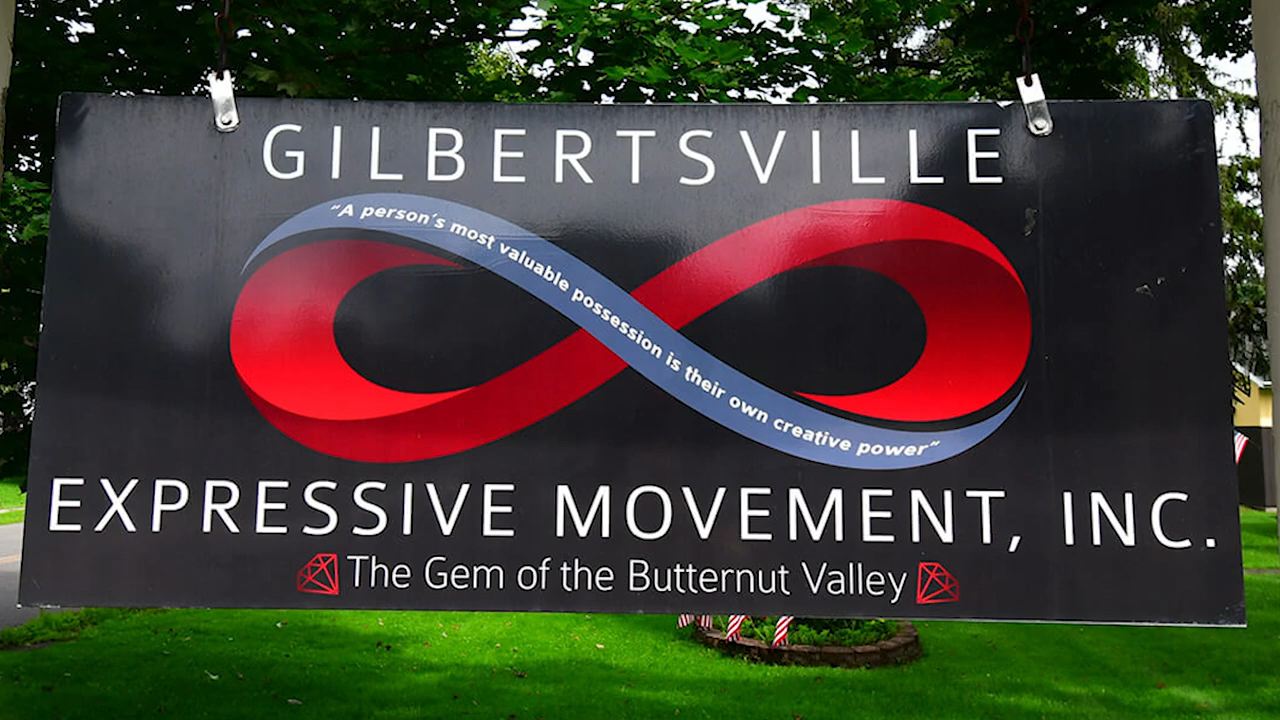 GILBERTSVILLE
"A person's most valuable possession is their own creative power"
EXPRESSIVE MOVEMENT, INC.
The Gem of the Butternut Valley